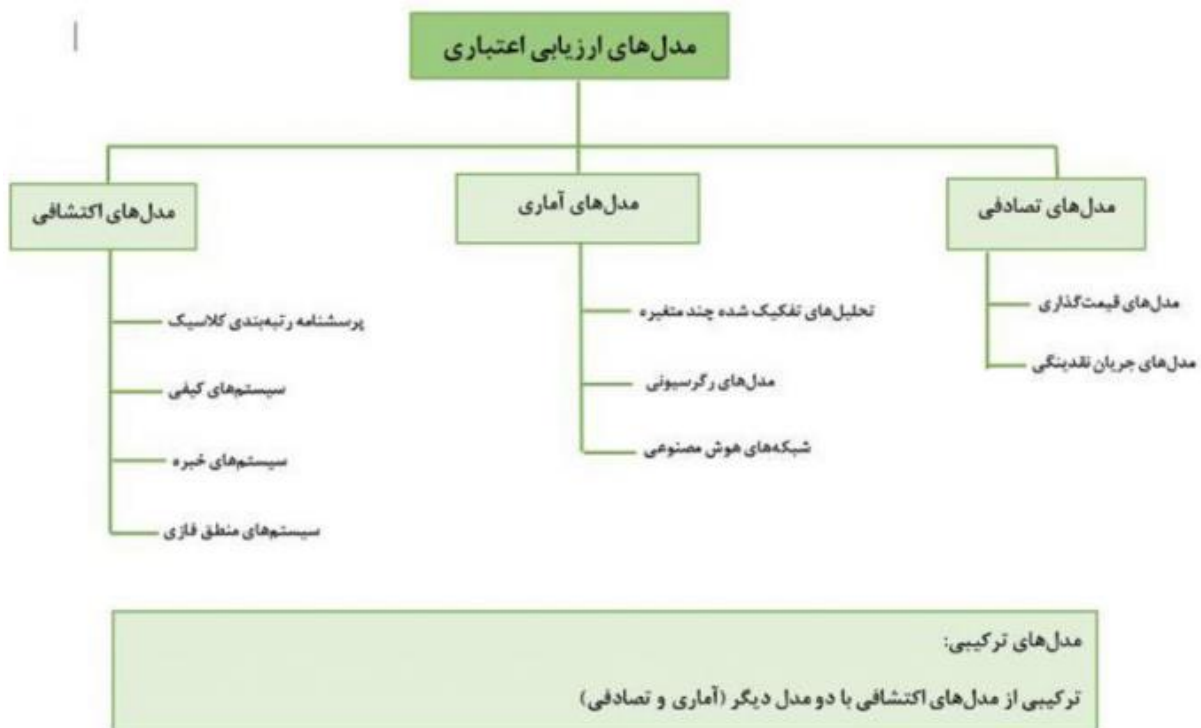 مدل‌های ارزیابی اعتباری
مدل‌های تصادفی
مدل‌های قیمت‌گذاری
مدل‌های جریان نقدینگی
مدل‌های آماری
تحلیل‌های تفکیک شده چند متغیره
مدل‌های رگرسیونی
شبکه‌های هوش مصنوعی
مدل‌های اکتشافی
پرسشنامه رتبه‌بندی کلاسیک
سیستم‌های کیفی
سیستم‌های خبره
سیستم‌های منطق فازی
مدل‌های ترکیبی:
ترکیبی از مدل‌های اکتشافی با دو مدل دیگر (آماری و تصادفی)